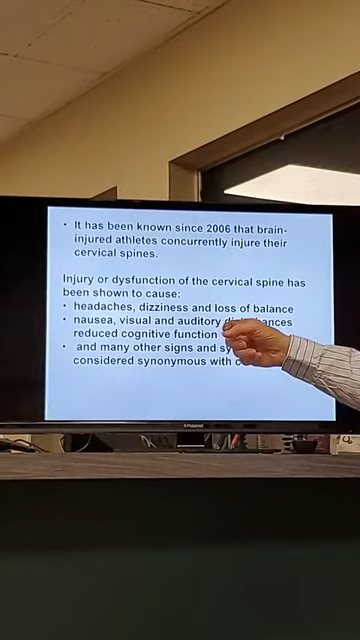 • It has been known since 2006 that brain-
injured athletes concurrently injure their
cervical spines.
Injury or dysfunction of the cervical spine has
been shown to cause:
• headaches, dizziness and loss of balance
• nausea, visual and auditory
reduced cognitive function
• and many other signs and
considered synonymous with
Polaroid